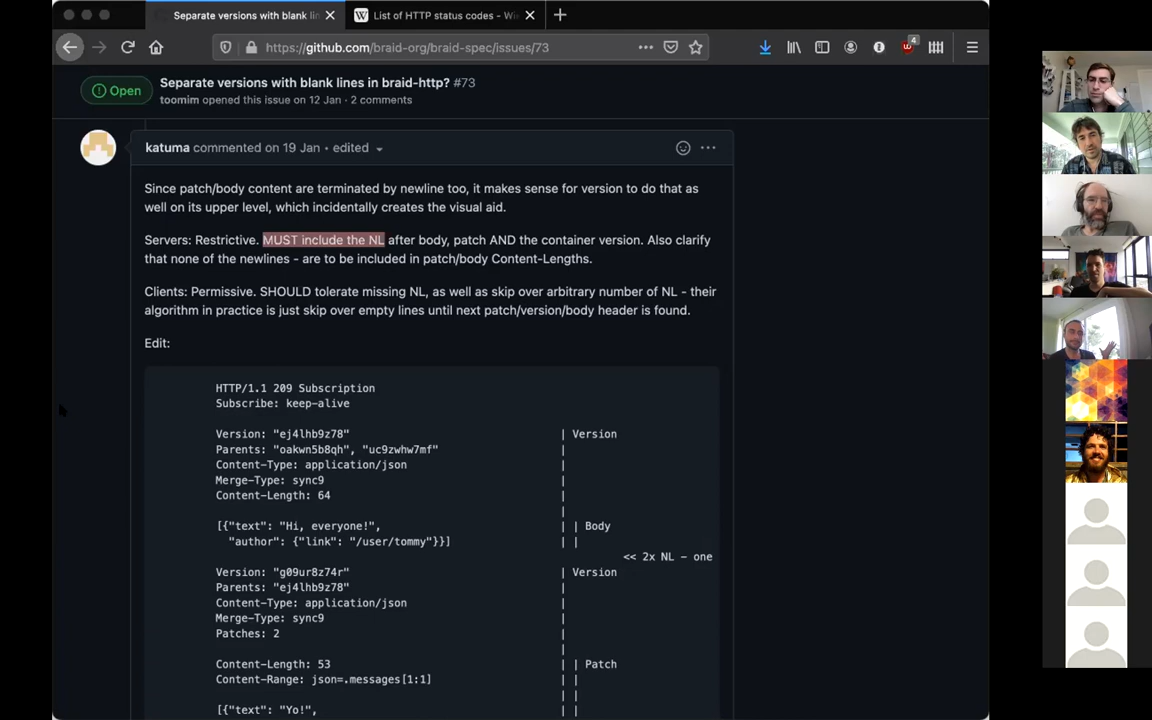 Separate versions with blank lin
List of HTTP status codes - Wi
https://github.com/braid-org/braid-spec/issues/73
4
Open
Separate versions with blank lines in braid-http? #73
toomim opened this issue on 12 Jan · 2 comments
katuma commented on 19 Jan • edited
Since patch/body content are terminated by newline too, it makes sense for version to do that as
well on its upper level, which incidentally creates the visual aid.
Servers: Restrictive. MUST include the NL after body, patch AND the container version. Also clarify
that none of the newlines - are to be included in patch/body Content-Lengths.
Clients: Permissive. SHOULD tolerate missing NL, as well as skip over arbitrary number of NL - their
algorithm in practice is just skip over empty lines until next patch/version/body header is found.
Edit:
HTTP/1.1 209 Subscription
Subscribe: keep-alive
Version: "ej4lhb9z78" | Version
Parents: "oakwn5b8qh", "uc9zwhw7mf" |
Content-Type: application/json |
Merge-Type: sync9 |
Content-Length: 64 |
|
[{"text": "Hi, everyone!", | | Body
"author": {"link": "/user/tommy"}}] | |
<< 2x NL - one
Version: "g09ur8z74r" | Version
Parents: "ej4lhb9z78" |
Content-Type: application/json |
Merge-Type: sync9 |
Patches: 2 |
|
Content-Length: 53 | | Patch
Content-Range: json=.messages[1:1] | |
| |
[{"text": "Yo!", | |